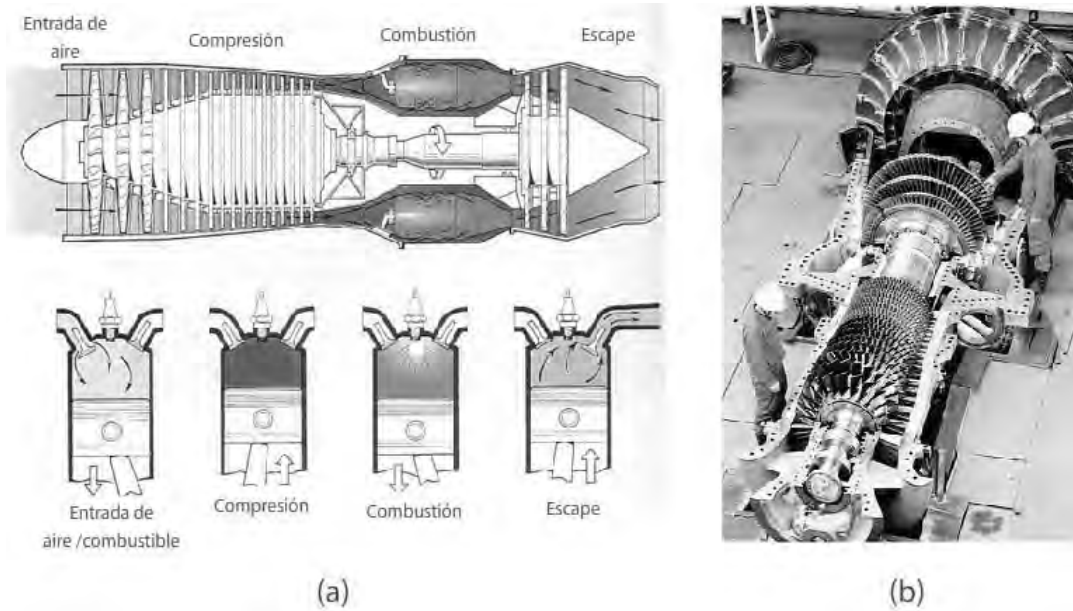 Entrada de
aire
Compresión
Combustión
Escape
Entrada de
aire /combustible
Compresión
Combustión
Escape
(a)
(b)